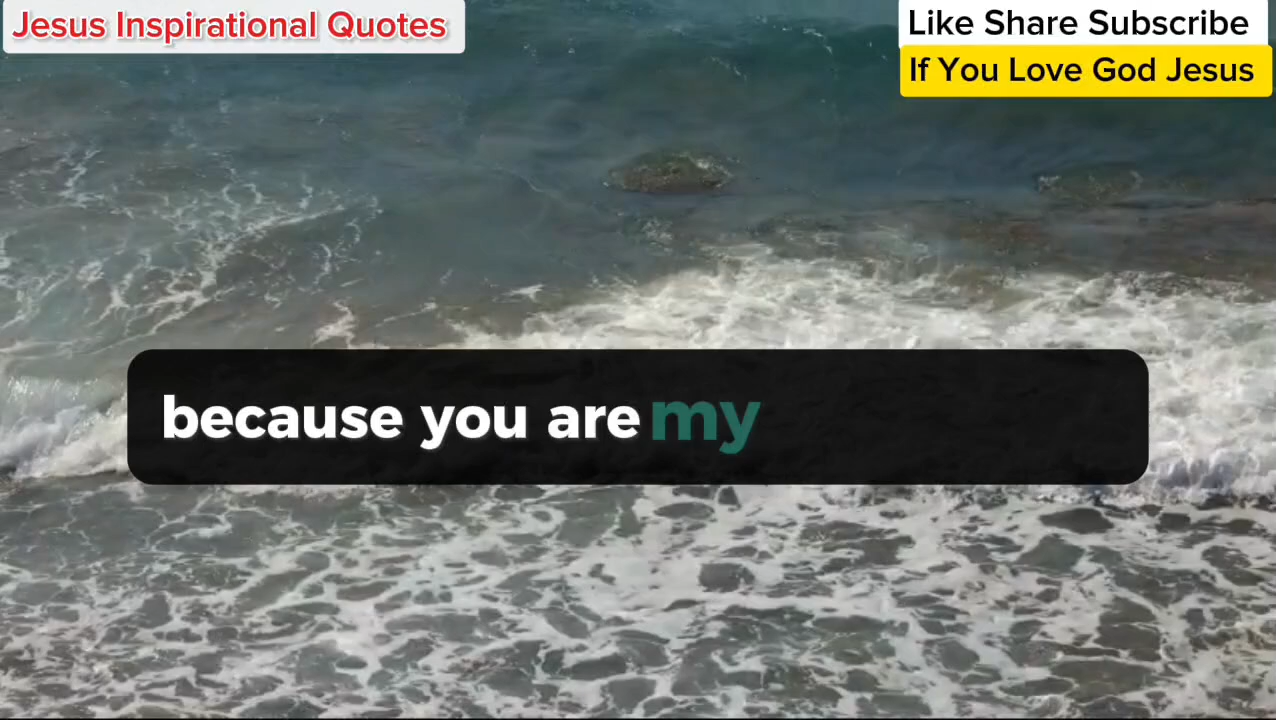 Jesus Inspirational Quotes
Like Share Subscribe
If You Love God Jesus
because you are my